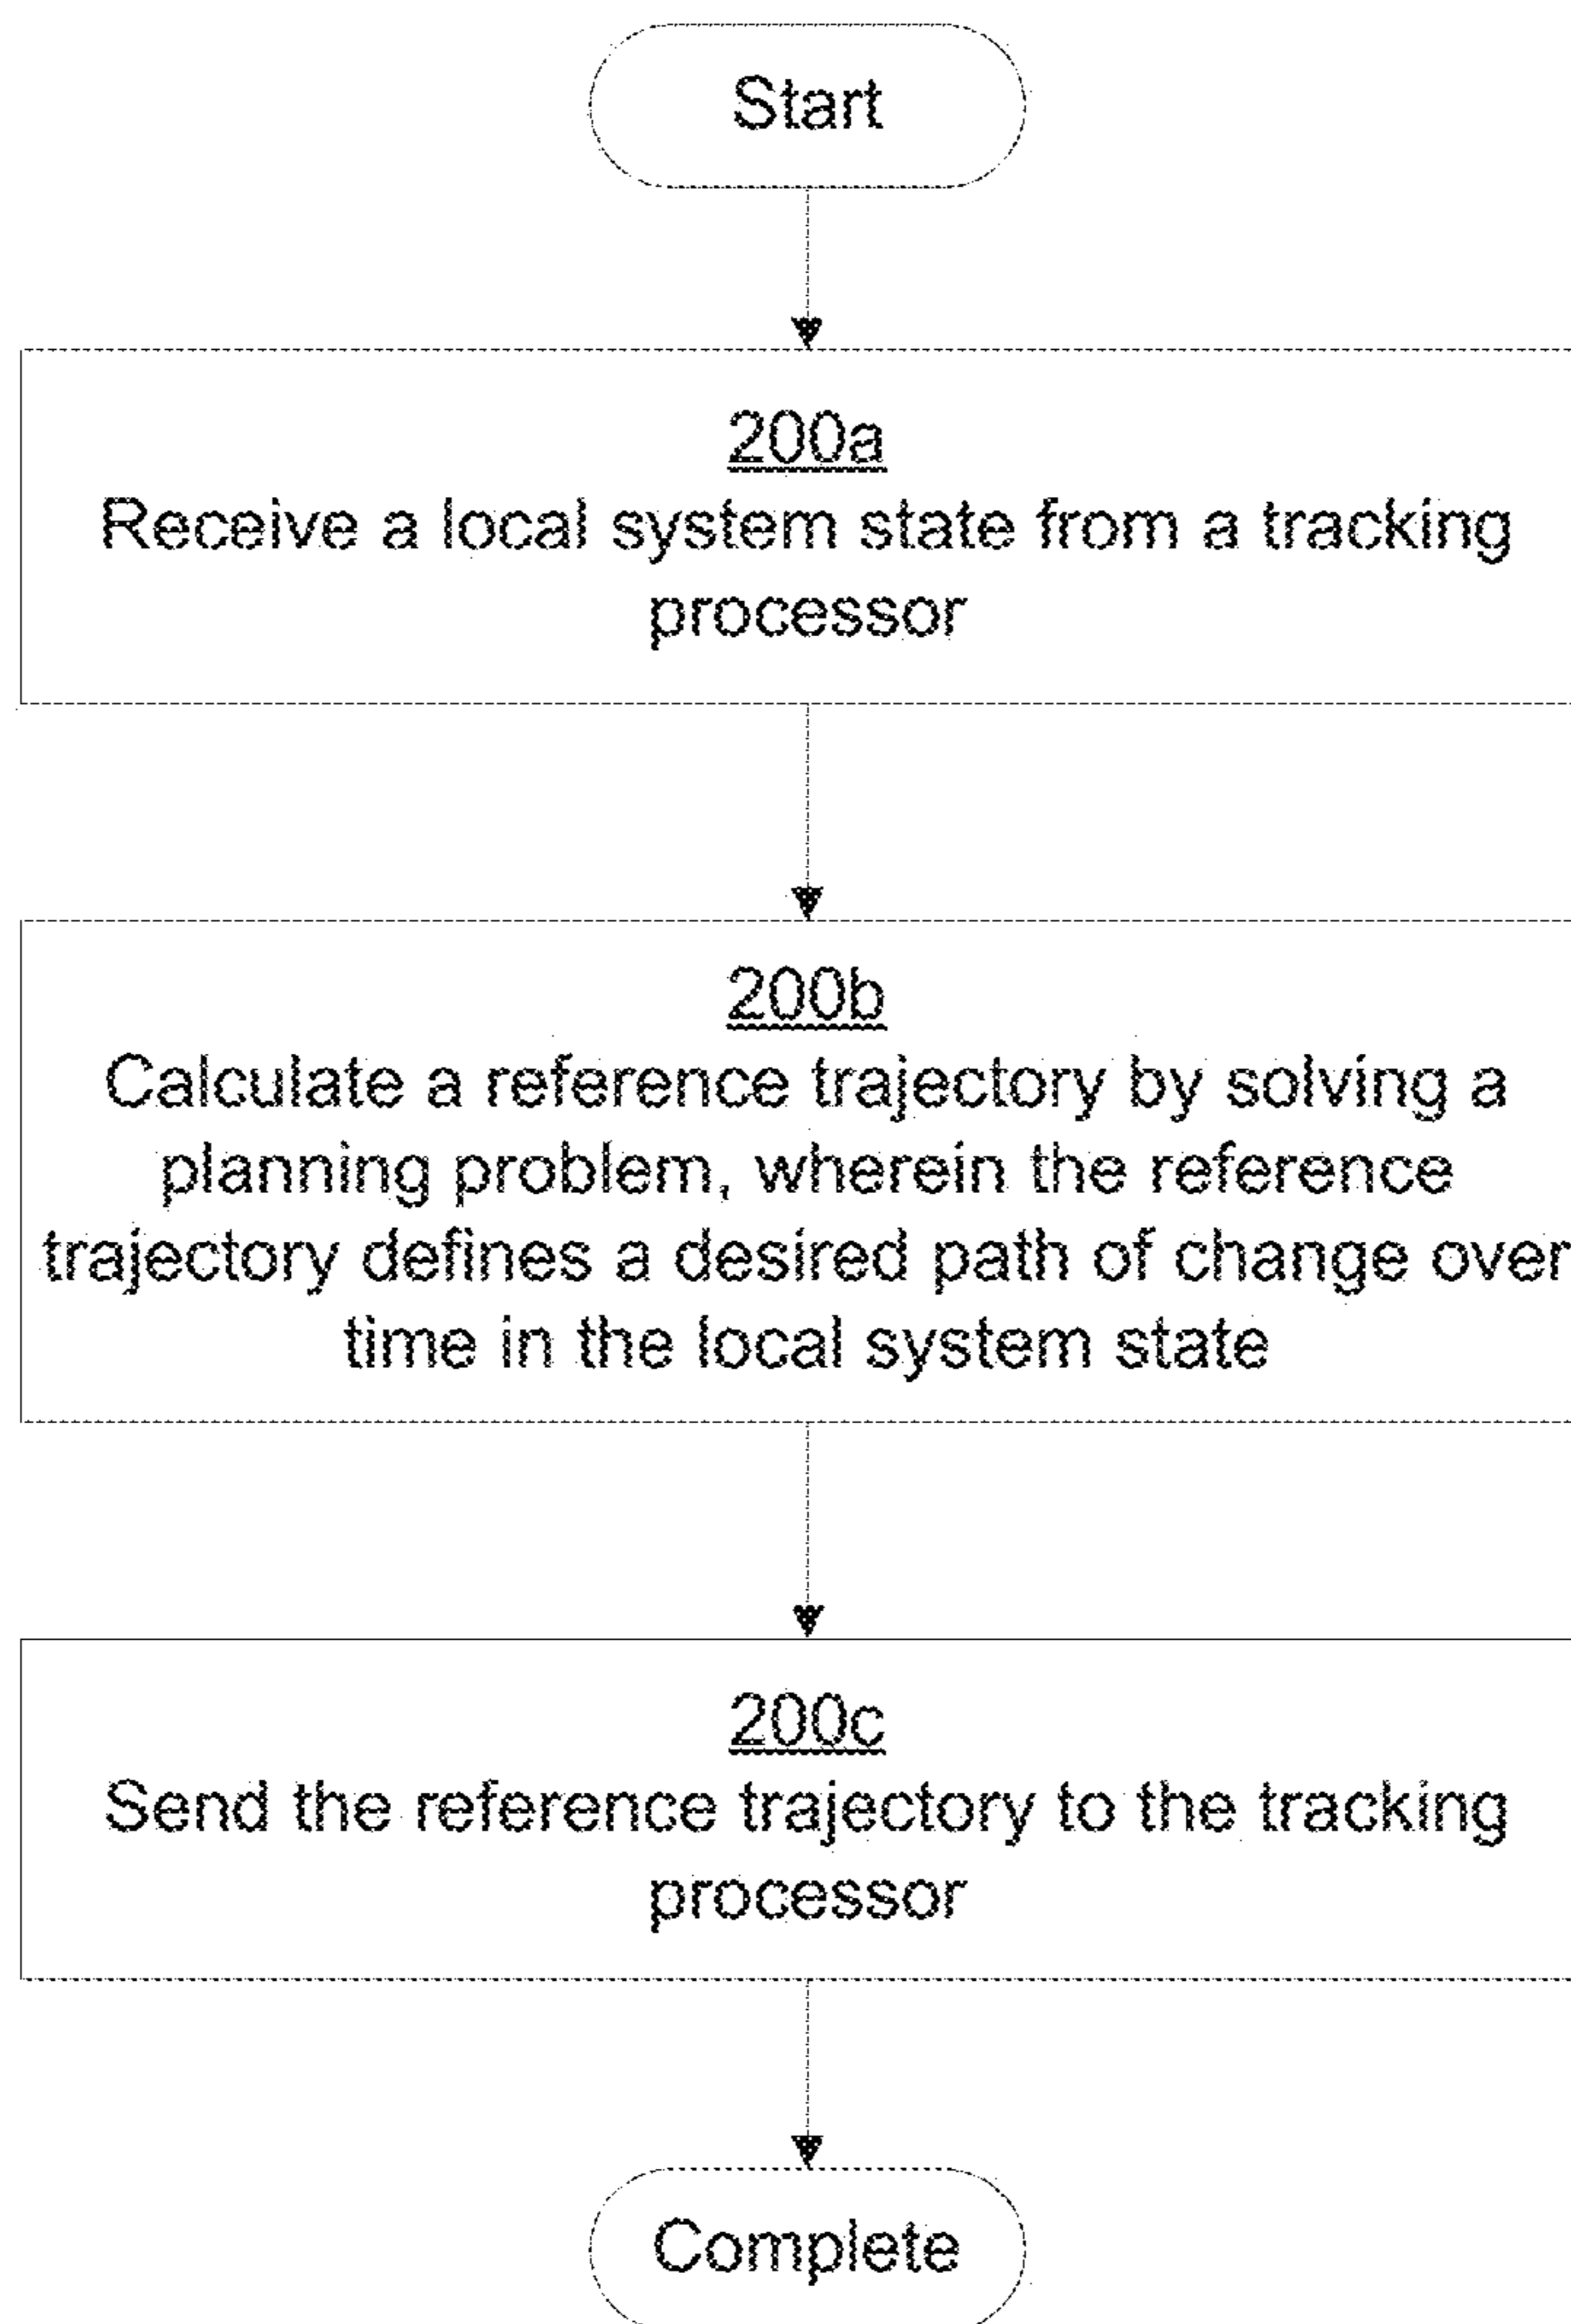 Start
200a
Receive a local system state from a tracking
processor
200b
Calculate a reference trajectory by solving a
planning problem, wherein the reference
trajectory defines a desired path of change over
time in the local system state
200c
Send the reference trajectory to the tracking
processor
Complete